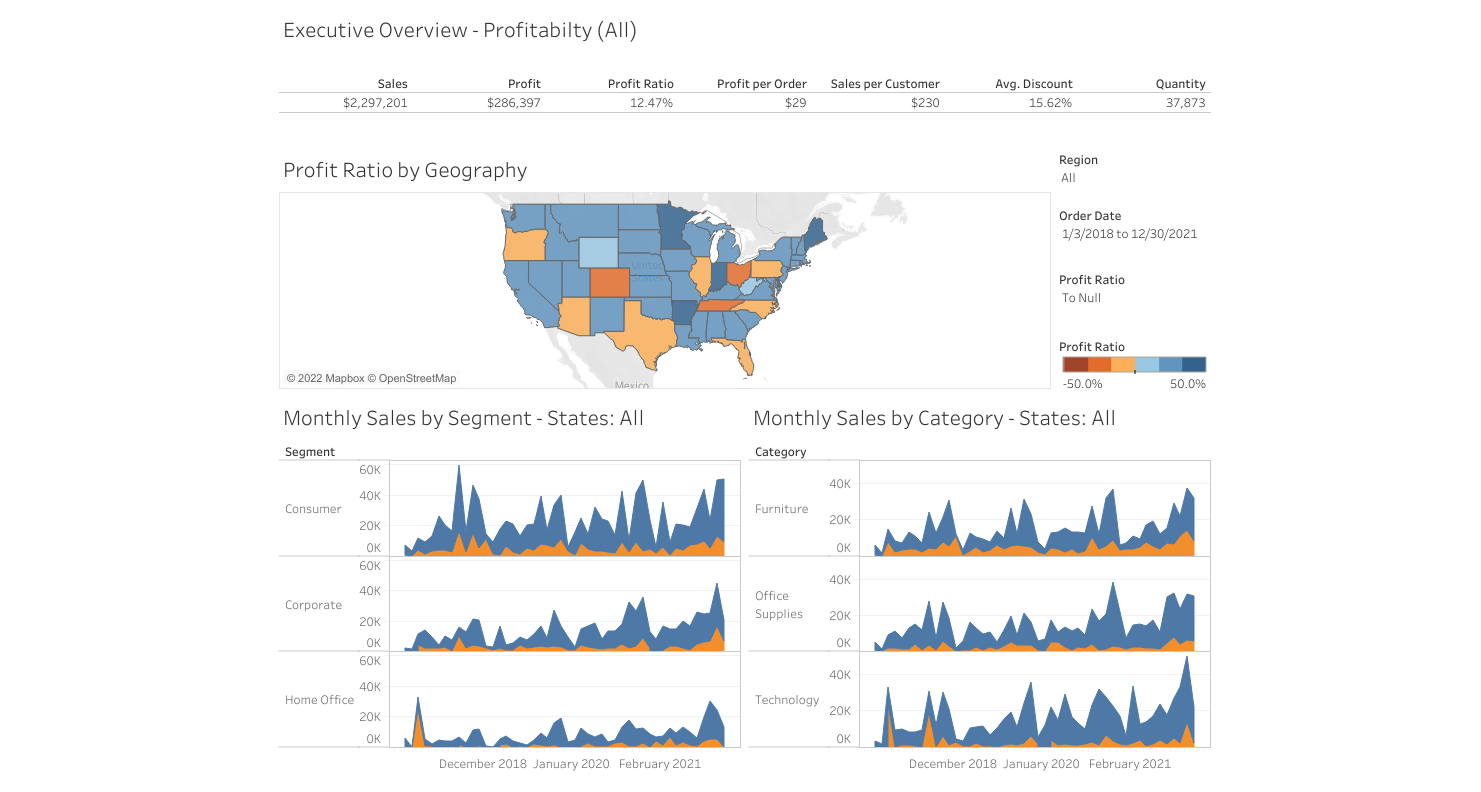 Executive Overview - Profitabilty (All)
Sales Profit Profit Ratio Profit per Order Sales per Customer Avg. Discount Quantity
$2,297,201 $286,397 12.47% $29 $230 15.62% 37,873
Profit Ratio by Geography
United
States
Mexico
© 2022 Mapbox © OpenStreetMap
Region
All
Order Date
1/3/2018 to 12/30/2021
Profit Ratio
To Null
Profit Ratio
-50.0% 50.0%
Monthly Sales by Segment - States: All
Segment
Consumer
60K
40K
20K
0K
Corporate
60K
40K
20K
0K
Home Office
60K
40K
20K
0K
December 2018 January 2020 February 2021
Monthly Sales by Category - States: All
Category
Furniture
40K
20K
0K
Office
Supplies
40K
20K
0K
Technology
40K
20K
0K
December 2018 January 2020 February 2021